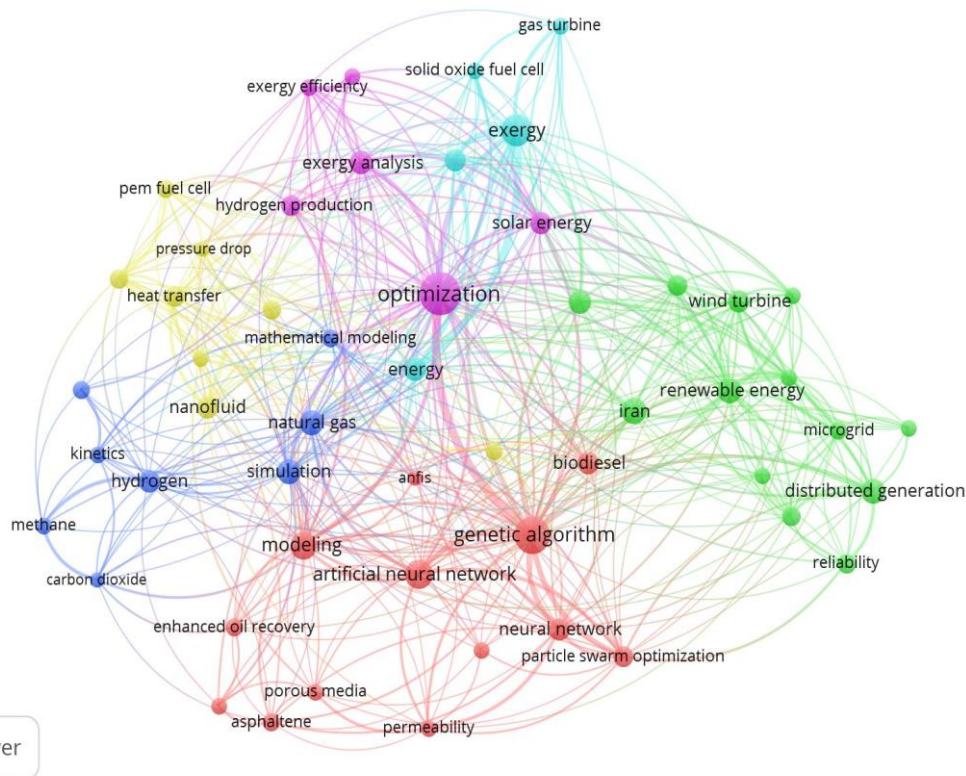 gas turbine
solid oxide fuel cell
exergy efficiency
exergy
exergy analysis
pem fuel cell
hydrogen production
solar energy
pressure drop
optimization
heat transfer
wind turbine
mathematical modeling
energy
renewable energy
nanofluid
iran
natural gas
microgrid
kinetics
simulation
biodiesel
hydrogen
anfis
distributed generation
methane
genetic algorithm
modeling
reliability
artificial neural network
carbon dioxide
enhanced oil recovery
neural network
particle swarm optimization
porous media
asphaltene
permeability
er